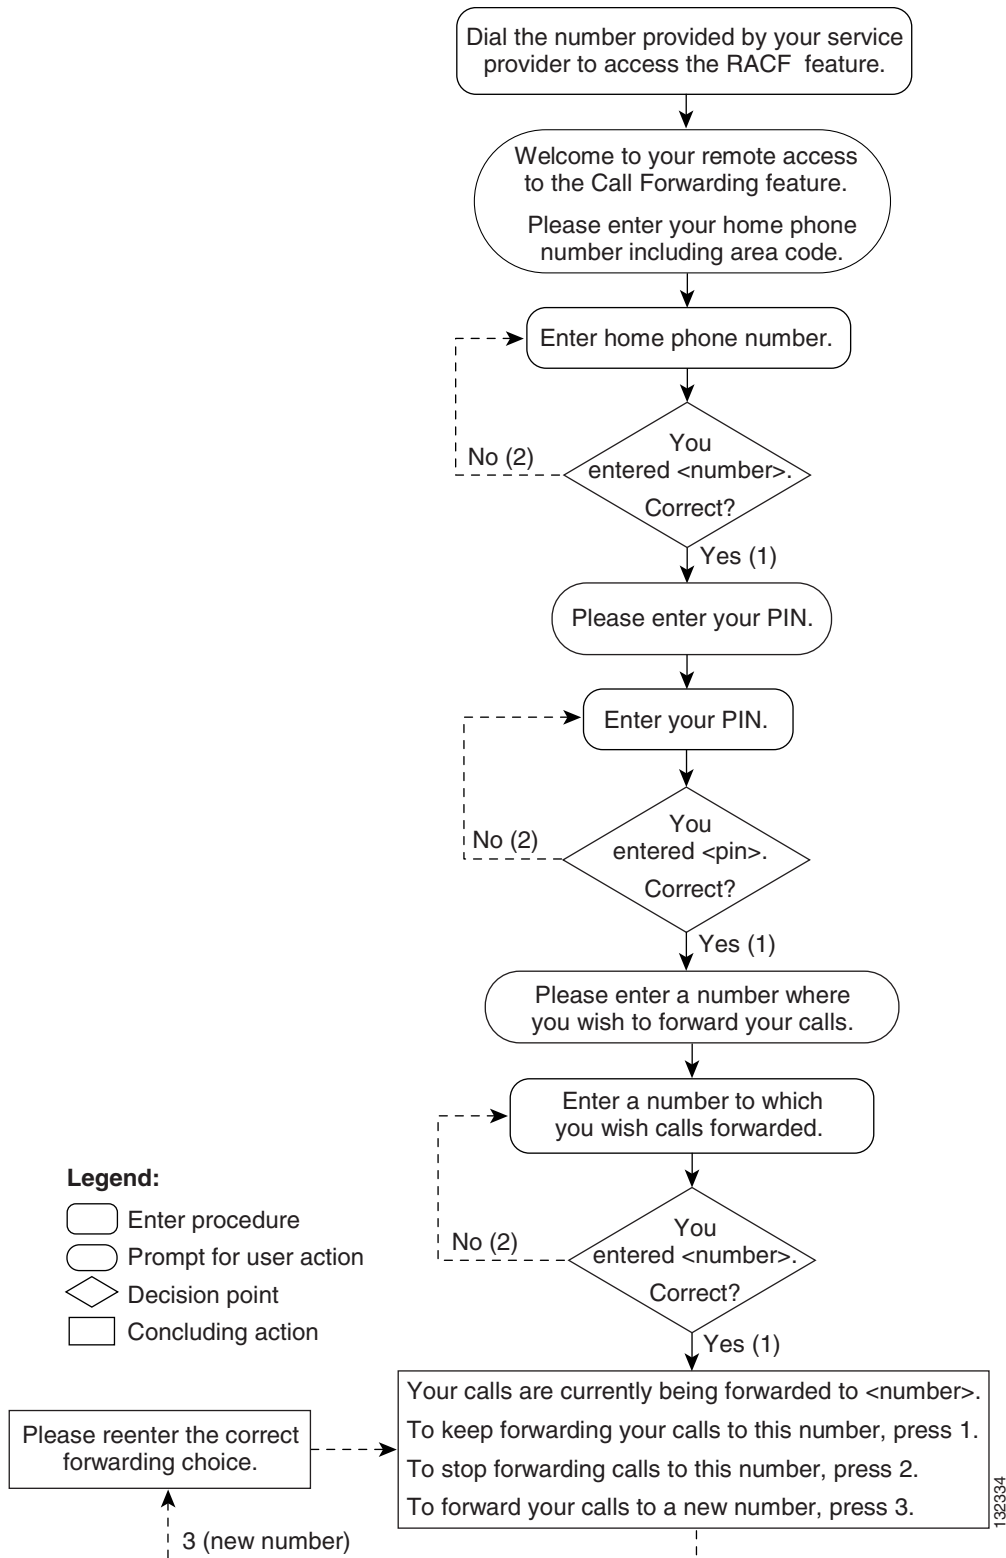 Dial the number provided by your service
provider to access the RACF feature.
Welcome to your remote access
to the Call Forwarding feature.
Please enter your home phone
number including area code.
Enter home phone number.
You
entered <number>.
Correct?
No (2)
Yes (1)
Please enter your PIN.
Enter your PIN.
You
entered <pin>.
Correct?
No (2)
Yes (1)
Please enter a number where
you wish to forward your calls.
Enter a number to which
you wish calls forwarded.
You
entered <number>.
Correct?
No (2)
Yes (1)
Legend:
Enter procedure
Prompt for user action
Decision point
Concluding action
Your calls are currently being forwarded to <number>.
To keep forwarding your calls to this number, press 1.
To stop forwarding calls to this number, press 2.
To forward your calls to a new number, press 3.
Please reenter the correct
forwarding choice.
3 (new number)
132334